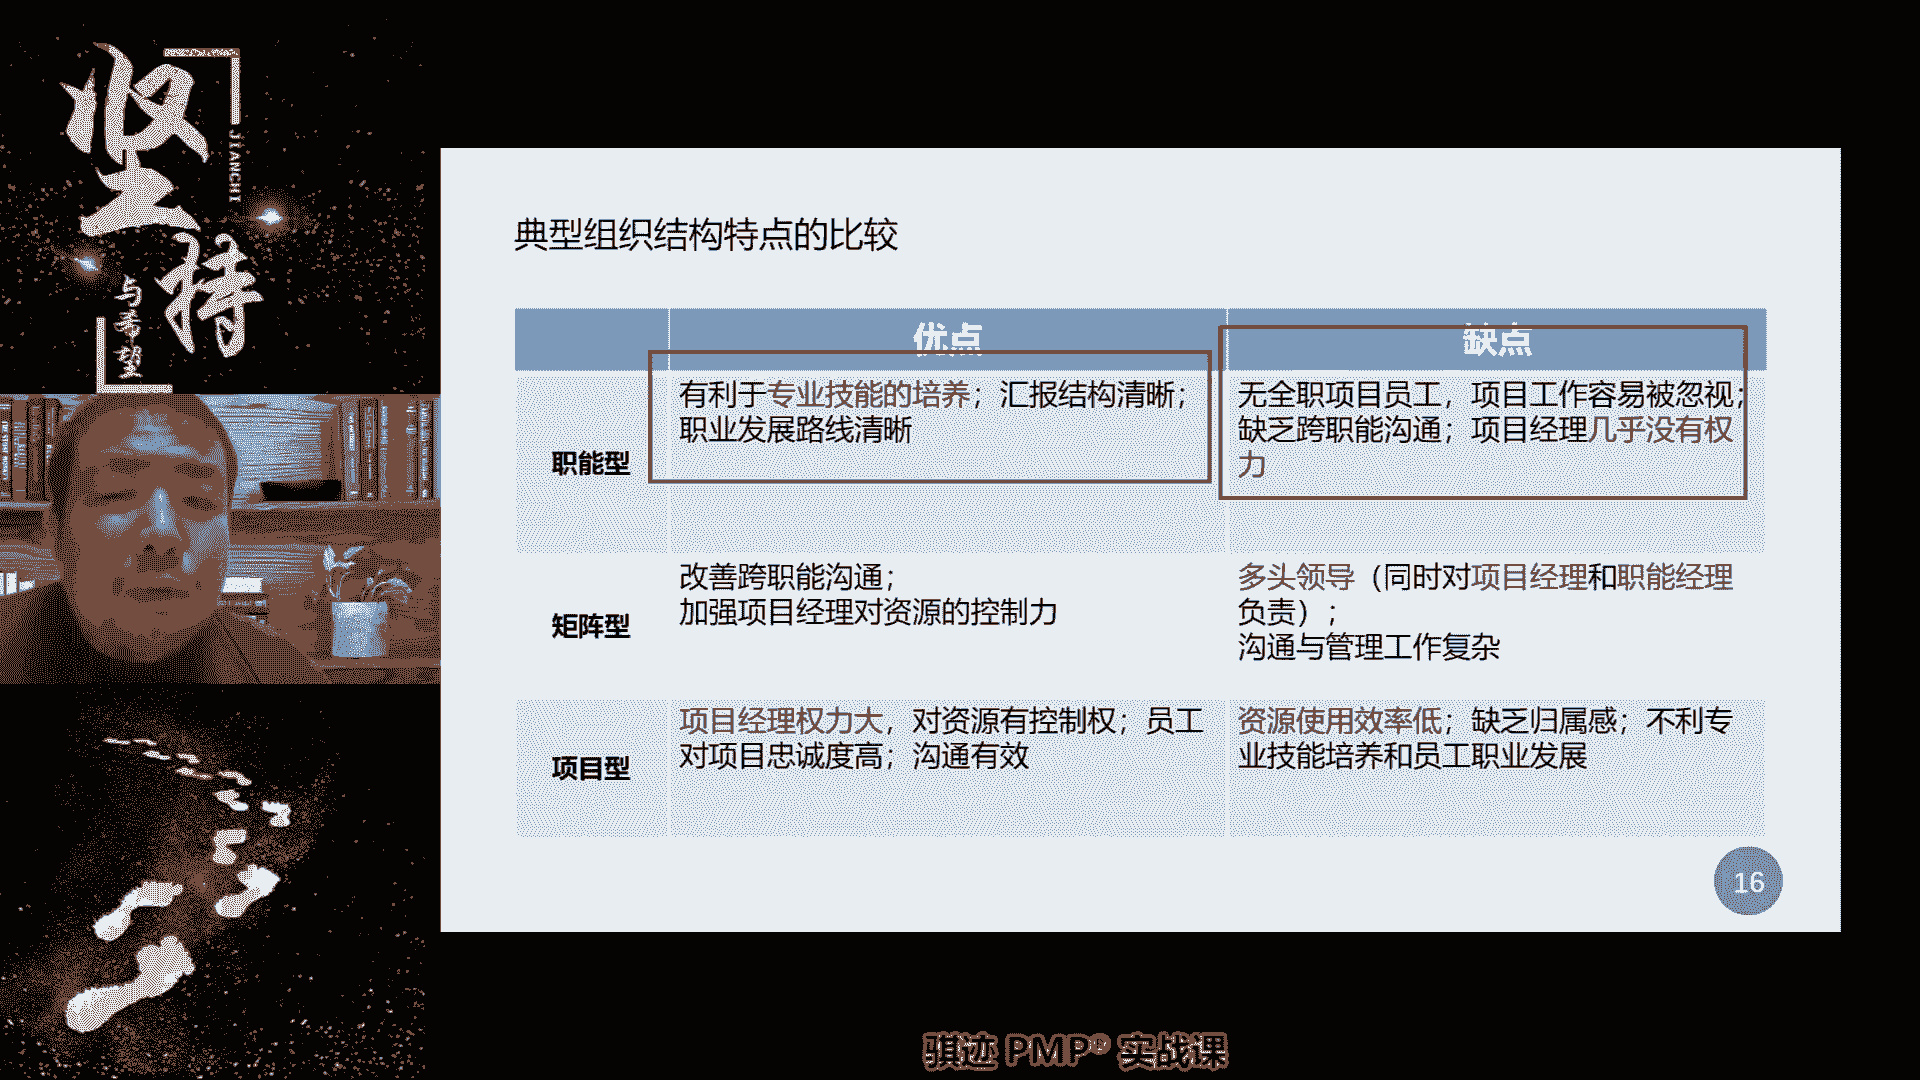 坚持
JIANCHI
与希望
典型组织结构特点的比较
优点
缺点
职能型
有利于专业技能的培养；汇报结构清晰；
职业发展路线清晰
无全职项目员工，项目工作容易被忽视；
缺乏跨职能沟通；项目经理几乎没有权
力
矩阵型
改善跨职能沟通；
加强项目经理对资源的控制力
多头领导（同时对项目经理和职能经理
负责）；
沟通与管理工作复杂
项目型
项目经理权力大，对资源有控制权；员工
对项目忠诚度高；沟通有效
资源使用效率低；缺乏归属感；不利专
业技能培养和员工职业发展
16
骐迹 PMP® 实战课